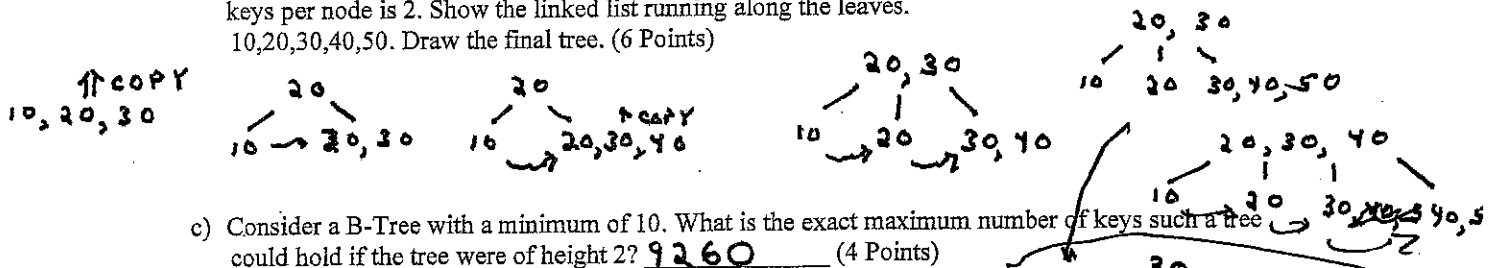 keys per node is 2. Show the linked list running along the leaves.
10,20,30,40,50. Draw the final tree. (6 Points)
↑COPY
10, 20, 30
20
10 → 20, 30
20
↑COPY
10 20, 30, 40
20, 30
10 20 30, 40
20, 30
10 20 30, 40, 50
20, 30, 40
10 20 30
c) Consider a B-Tree with a minimum of 10. What is the exact maximum number of keys such a tree
could hold if the tree were of height 2? 9260 (4 Points)
30